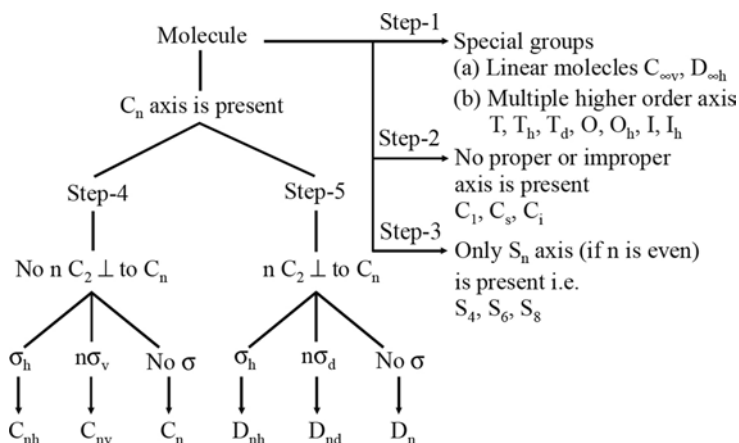 Molecule
Step-1
Special groups
(a) Linear molecles C∞v, D∞h
(b) Multiple higher order axis
T, Th, Td, O, Oh, I, Ih
Cn axis is present
Step-2
No proper or improper
axis is present
C1, Cs, Ci
Step-3
Only Sn axis (if n is even)
is present i.e.
S4, S6, S8
Step-4
Step-5
No n C2 ⊥ to Cn
n C2 ⊥ to Cn
σh
nσv
No σ
σh
nσd
No σ
Cnh
Cnv
Cn
Dnh
Dnd
Dn